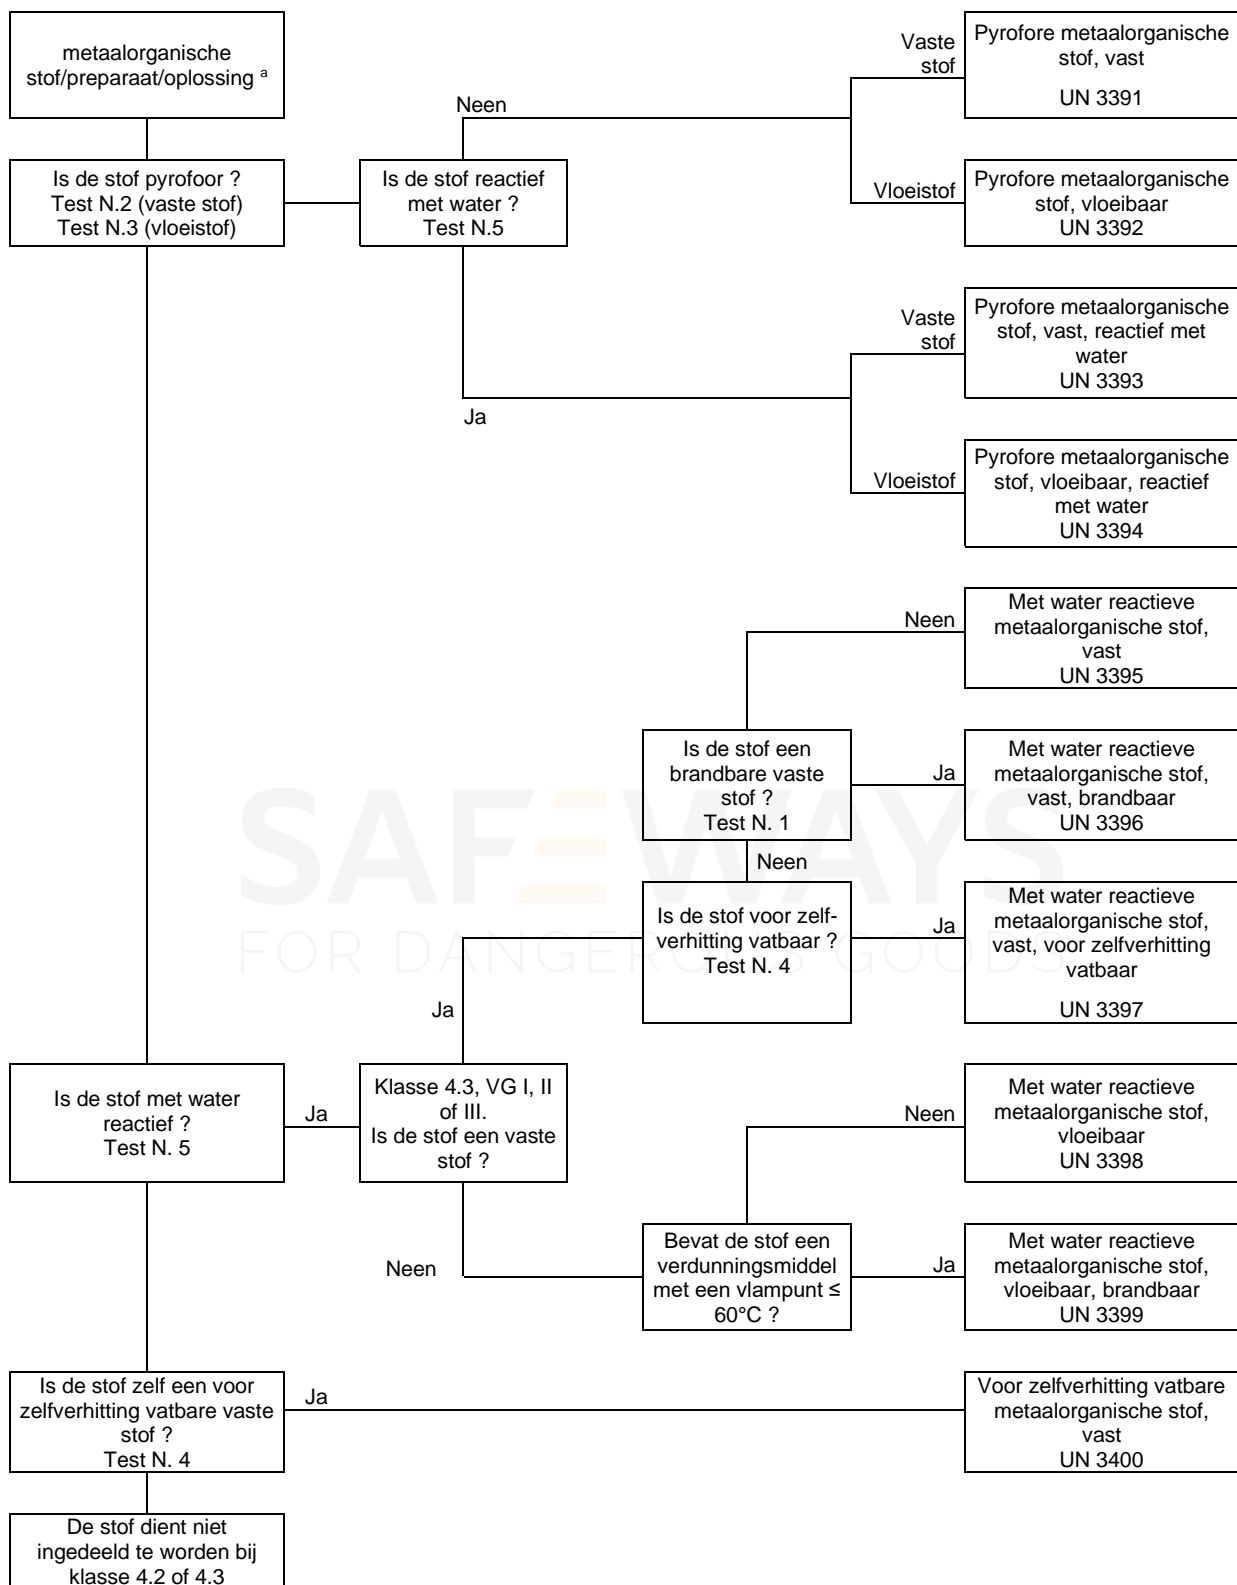 metaalorganische
stof/preparaat/oplossing a
Vaste
stof
Pyrofore metaalorganische
stof, vast
UN 3391
Neen
Is de stof pyrofoor ?
Test N.2 (vaste stof)
Test N.3 (vloeistof)
Is de stof reactief
met water ?
Test N.5
Vloeistof
Pyrofore metaalorganische
stof, vloeibaar
UN 3392
Vaste
stof
Pyrofore metaalorganische
stof, vast, reactief met
water
UN 3393
Ja
Vloeistof
Pyrofore metaalorganische
stof, vloeibaar, reactief
met water
UN 3394
Neen
Met water reactieve
metaalorganische stof,
vast
UN 3395
Is de stof een
brandbare vaste
stof ?
Test N. 1
Ja
Met water reactieve
metaalorganische stof,
vast, brandbaar
UN 3396
Neen
Is de stof voor zelf-
verhitting vatbaar ?
Test N. 4
Ja
Met water reactieve
metaalorganische stof,
vast, voor zelfverhitting
vatbaar
UN 3397
SAFEWAYS
FOR DANGEROUS GOODS
Ja
Is de stof met water
reactief ?
Test N. 5
Ja
Klasse 4.3, VG I, II
of III.
Is de stof een vaste
stof ?
Neen
Met water reactieve
metaalorganische stof,
vloeibaar
UN 3398
Neen
Bevat de stof een
verdunningsmiddel
met een vlampunt ≤
60°C ?
Ja
Met water reactieve
metaalorganische stof,
vloeibaar, brandbaar
UN 3399
Is de stof zelf een voor
zelfverhitting vatbare vaste
stof ?
Test N. 4
Ja
Voor zelfverhitting vatbare
metaalorganische stof,
vast
UN 3400
De stof dient niet
ingedeeld te worden bij
klasse 4.2 of 4.3